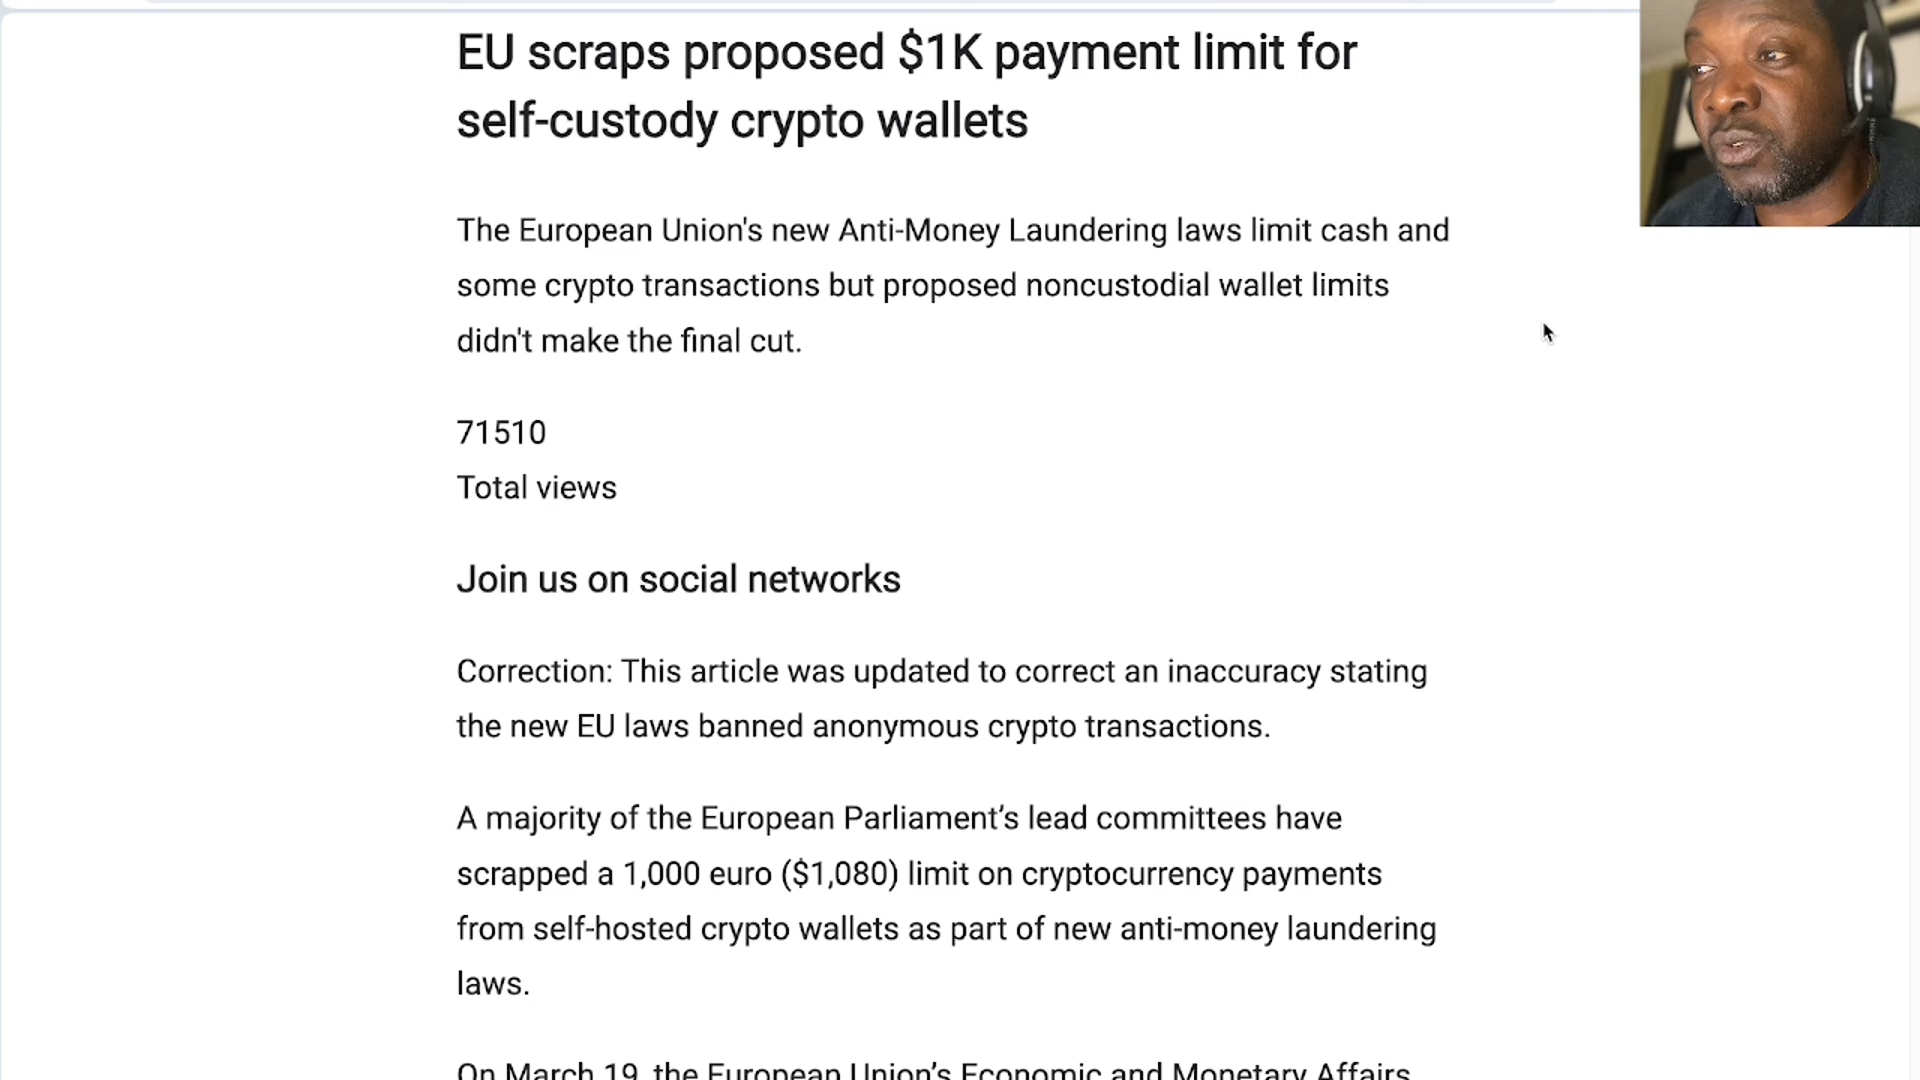 EU scraps proposed $1K payment limit for
self-custody crypto wallets
The European Union's new Anti-Money Laundering laws limit cash and
some crypto transactions but proposed noncustodial wallet limits
didn't make the final cut.
71510
Total views
Join us on social networks
Correction: This article was updated to correct an inaccuracy stating
the new EU laws banned anonymous crypto transactions.
A majority of the European Parliament’s lead committees have
scrapped a 1,000 euro ($1,080) limit on cryptocurrency payments
from self-hosted crypto wallets as part of new anti-money laundering
laws.
On March 19, the European Union’s Economic and Monetary Affairs